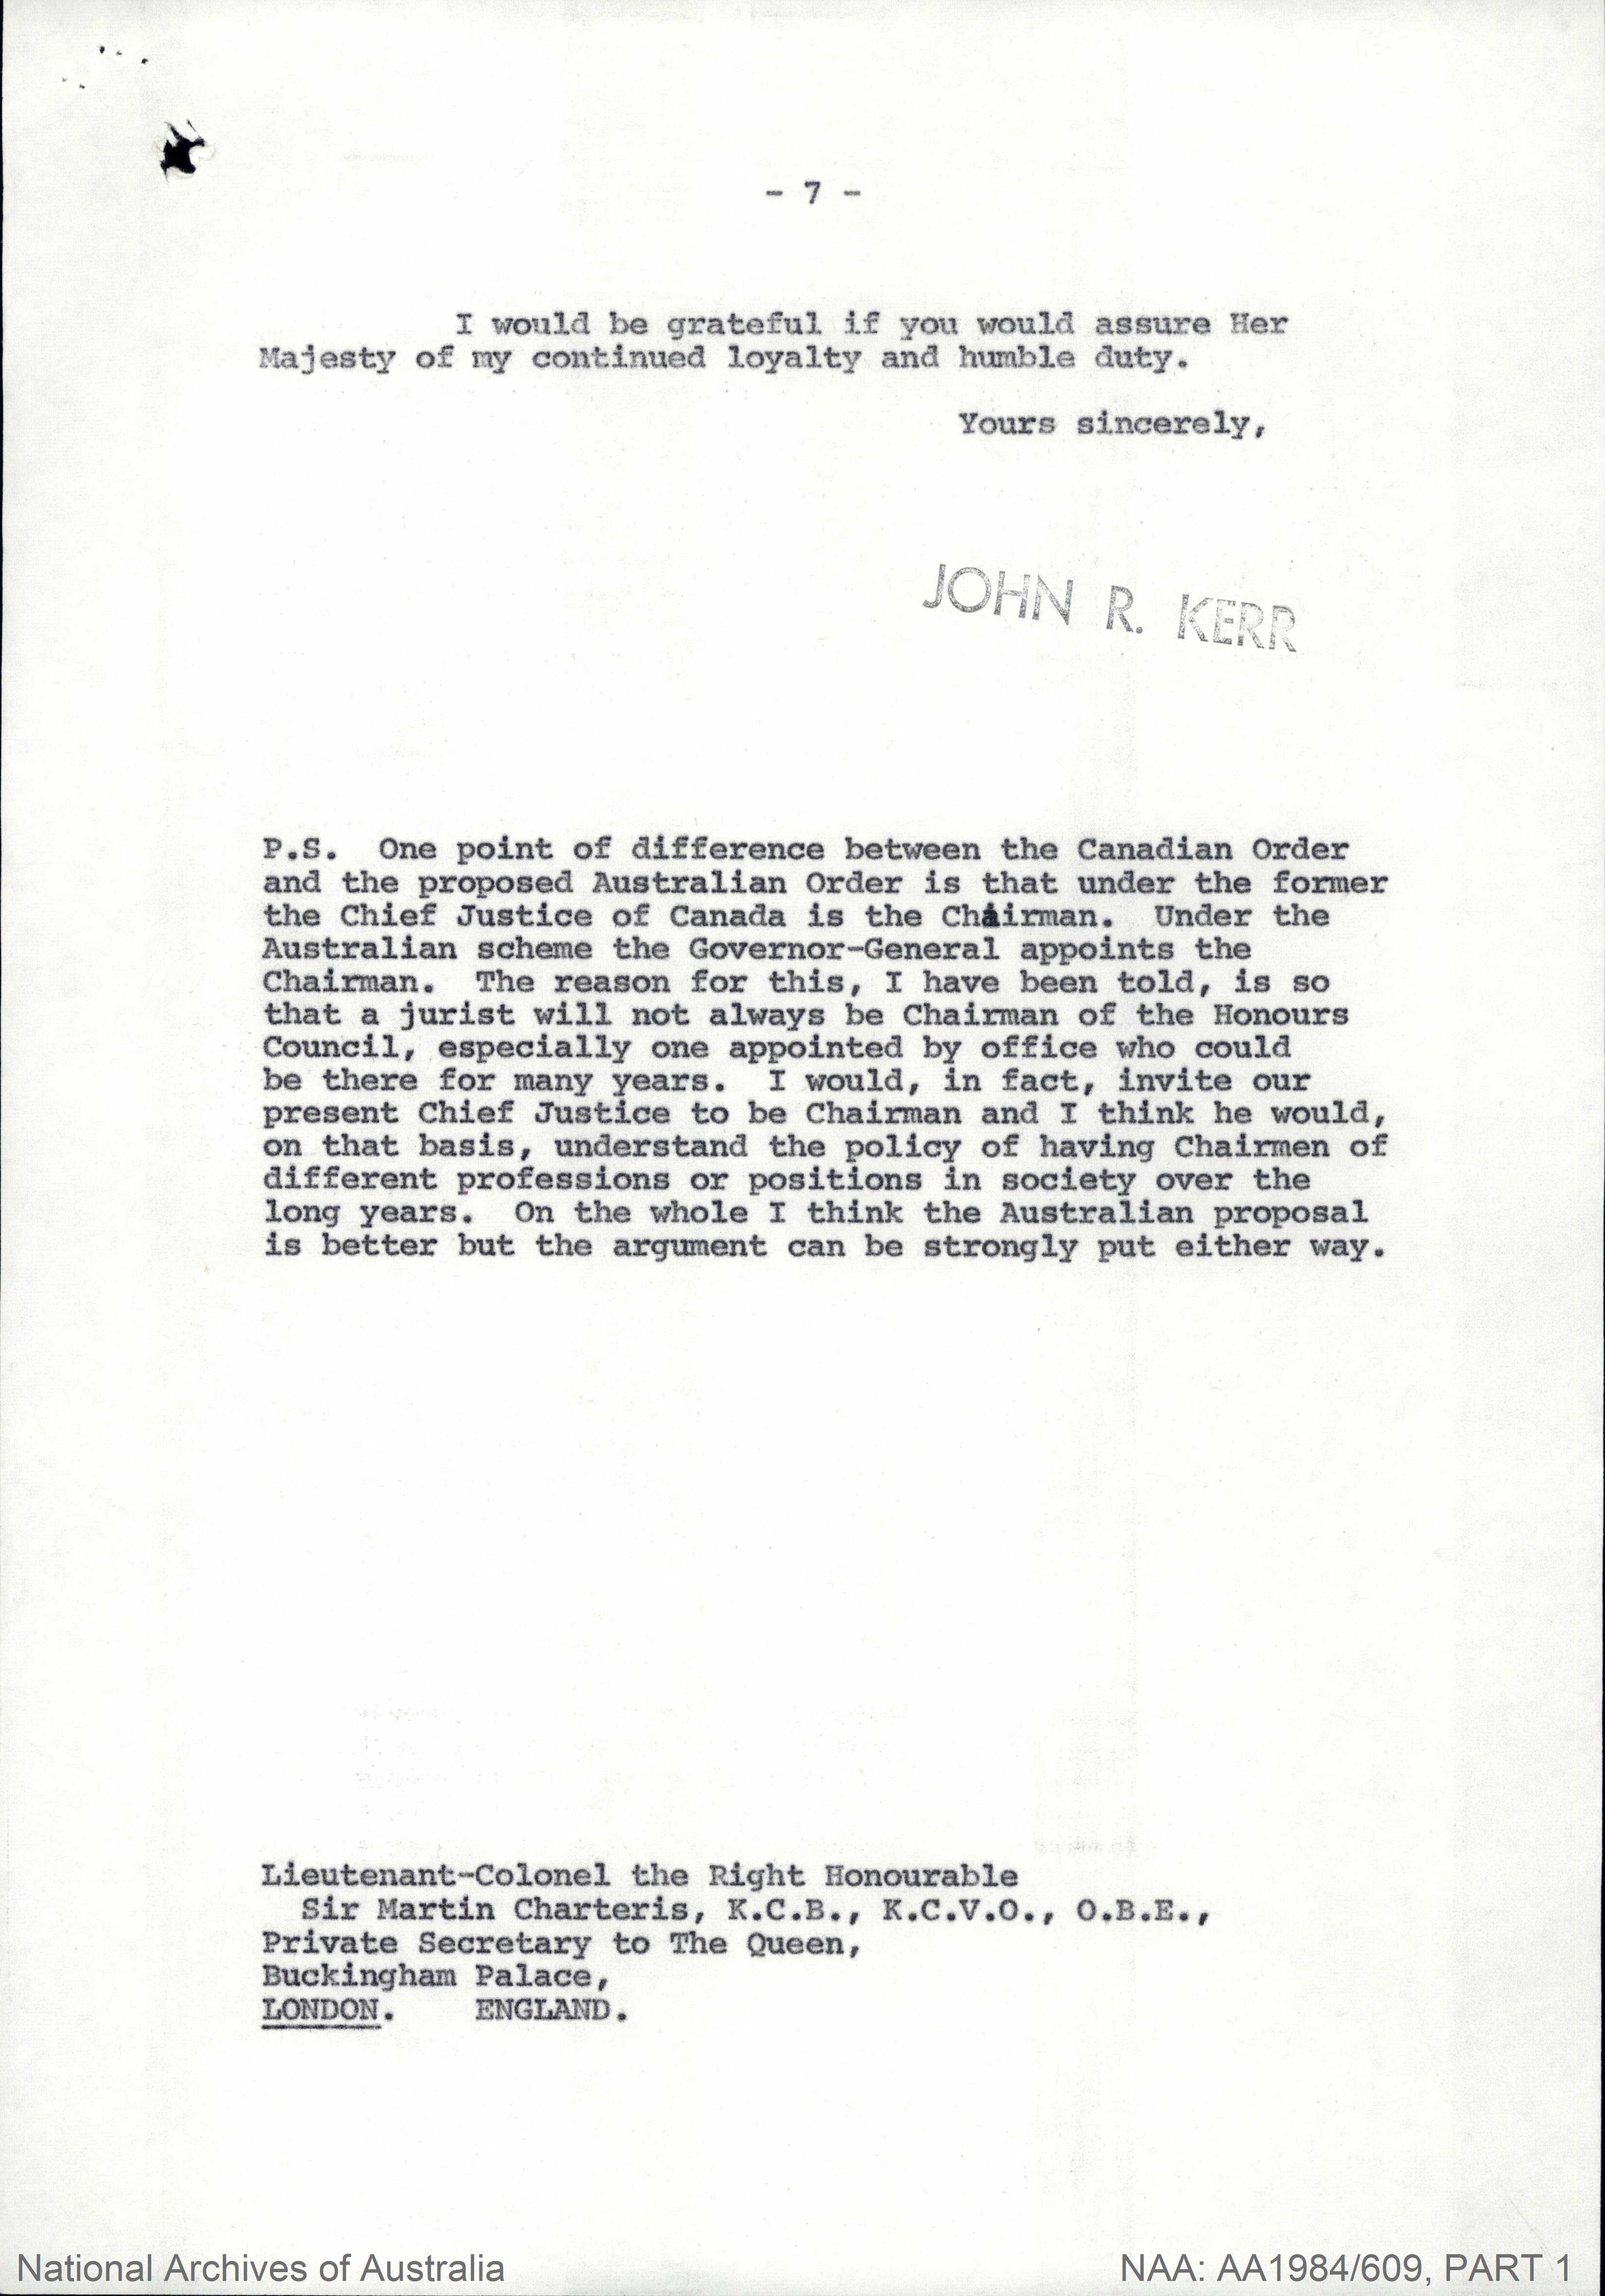 - 7 -
I would be grateful if you would assure Her
Majesty of my continued loyalty and humble duty.
Yours sincerely,
JOHN R. KERR
P.S. One point of difference between the Canadian Order
and the proposed Australian Order is that under the former
the Chief Justice of Canada is the Chairman. Under the
Australian scheme the Governor-General appoints the
Chairman. The reason for this, I have been told, is so
that a jurist will not always be Chairman of the Honours
Council, especially one appointed by office who could
be there for many years. I would, in fact, invite our
present Chief Justice to be Chairman and I think he would,
on that basis, understand the policy of having Chairmen of
different professions or positions in society over the
long years. On the whole I think the Australian proposal
is better but the argument can be strongly put either way.
Lieutenant-Colonel the Right Honourable
Sir Martin Charteris, K.C.B., K.C.V.O., O.B.E.,
Private Secretary to The Queen,
Buckingham Palace,
LONDON. ENGLAND.
National Archives of Australia
NAA: AA1984/609, PART 1